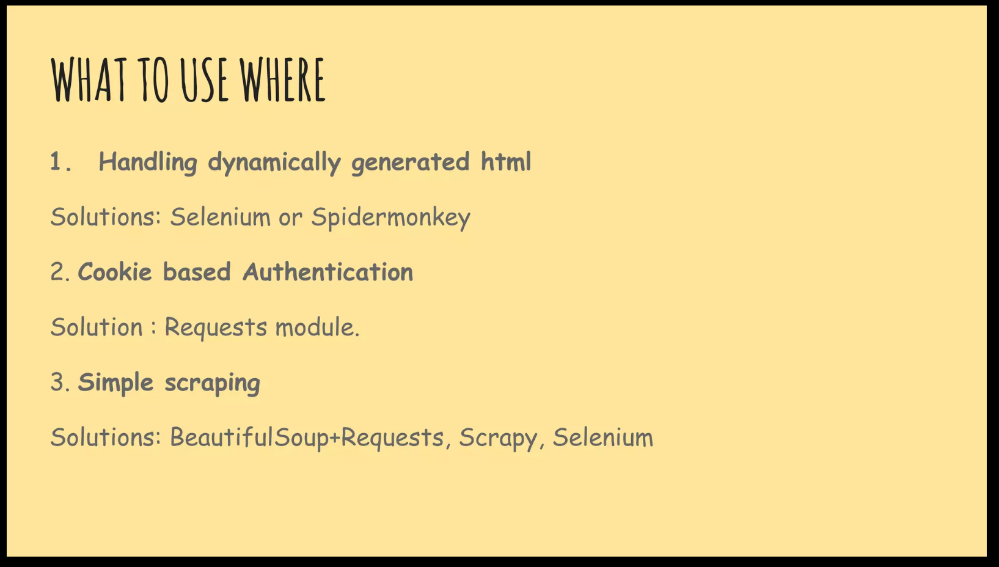 WHAT TO USE WHERE
1. Handling dynamically generated html
Solutions: Selenium or Spidermonkey
2. Cookie based Authentication
Solution : Requests module.
3. Simple scraping
Solutions: BeautifulSoup+Requests, Scrapy, Selenium